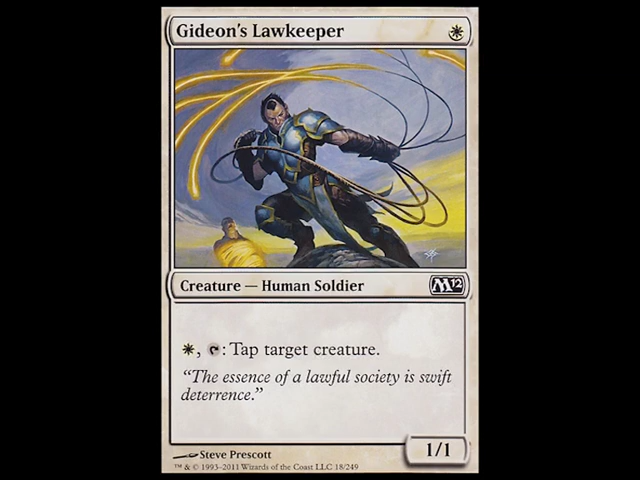 Gideon's Lawkeeper
Creature — Human Soldier
M12
, : Tap target creature.
"The essence of a lawful society is swift
deterrence."
Steve Prescott
™ & © 1993–2011 Wizards of the Coast LLC 18/249
1/1